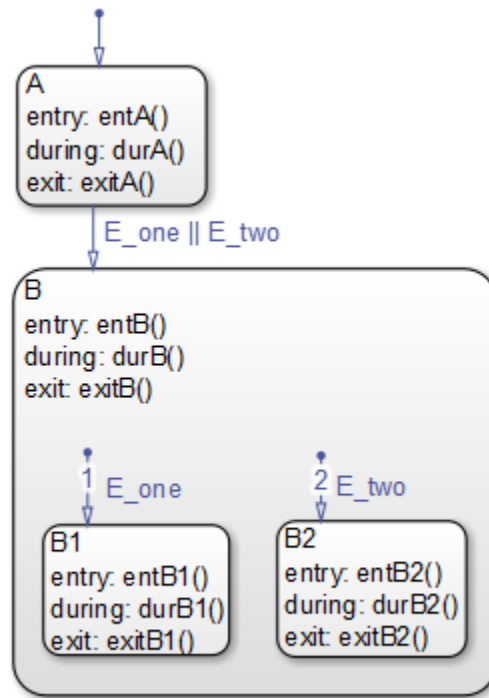 A
entry: entA()
during: durA()
exit: exitA()
E_one || E_two
B
entry: entB()
during: durB()
exit: exitB()
1
E_one
2
E_two
B1
entry: entB1()
during: durB1()
exit: exitB1()
B2
entry: entB2()
during: durB2()
exit: exitB2()